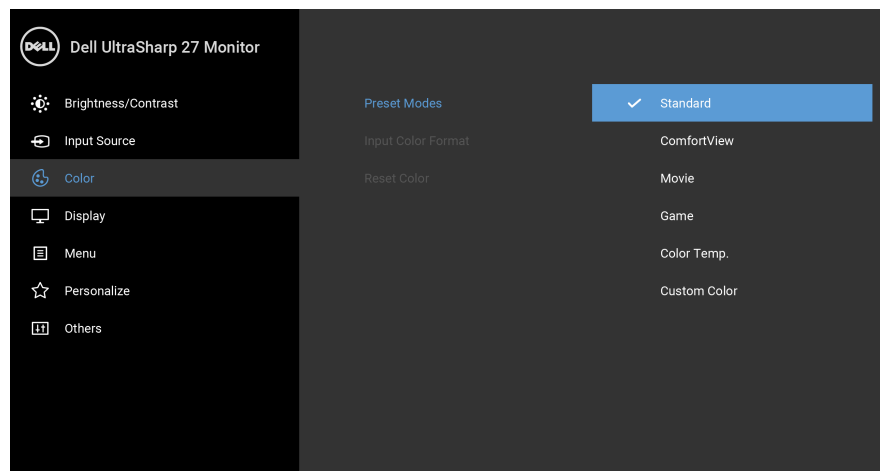 DELL Dell UltraSharp 27 Monitor
Brightness/Contrast
Input Source
Color
Display
Menu
Personalize
Others
Preset Modes
Input Color Format
Reset Color
Standard
ComfortView
Movie
Game
Color Temp.
Custom Color